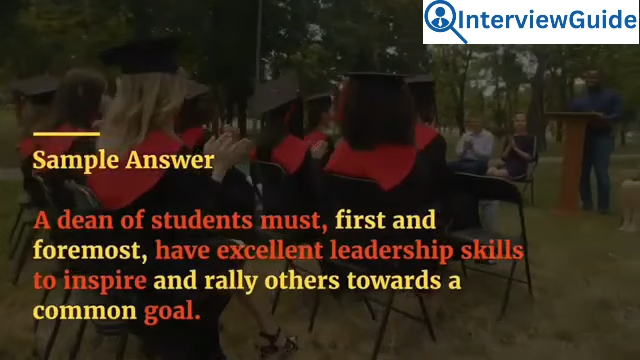 InterviewGuide
Sample Answer
A dean of students must, first and
foremost, have excellent leadership skills
to inspire and rally others towards a
common goal.